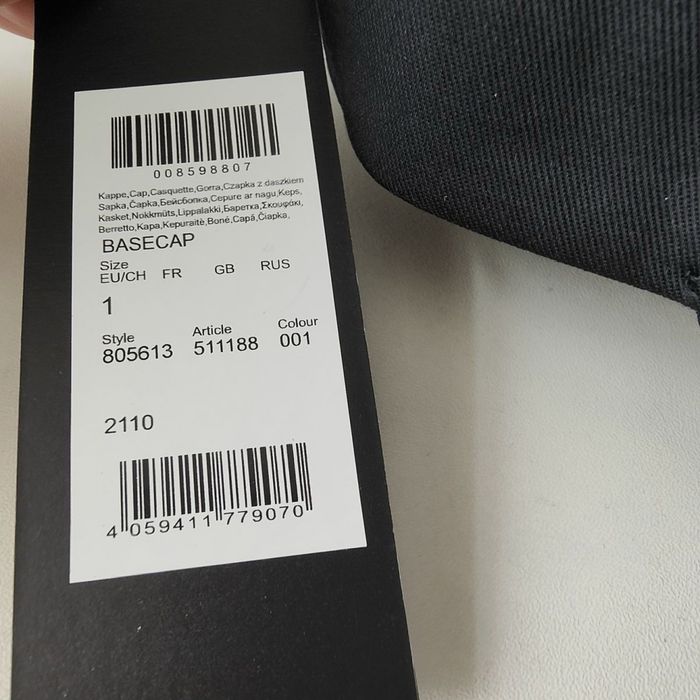 008598807
Kappe,Cap,Casquette,Gorra,Czapka z daszkiem
Sapka,Čapka,Бейсболка,Cepure ar nagu,Keps,
Kasket,Nokkmüts,Lippalakki,Баретка,Σκουφάκι,
Berretto,Kapa,Kepuraitė,Boné,Capă,Čiapka,
BASECAP
Size
EU/CH FR GB RUS
1
Style Article Colour
805613 511188 001
2110
4 059411 779070